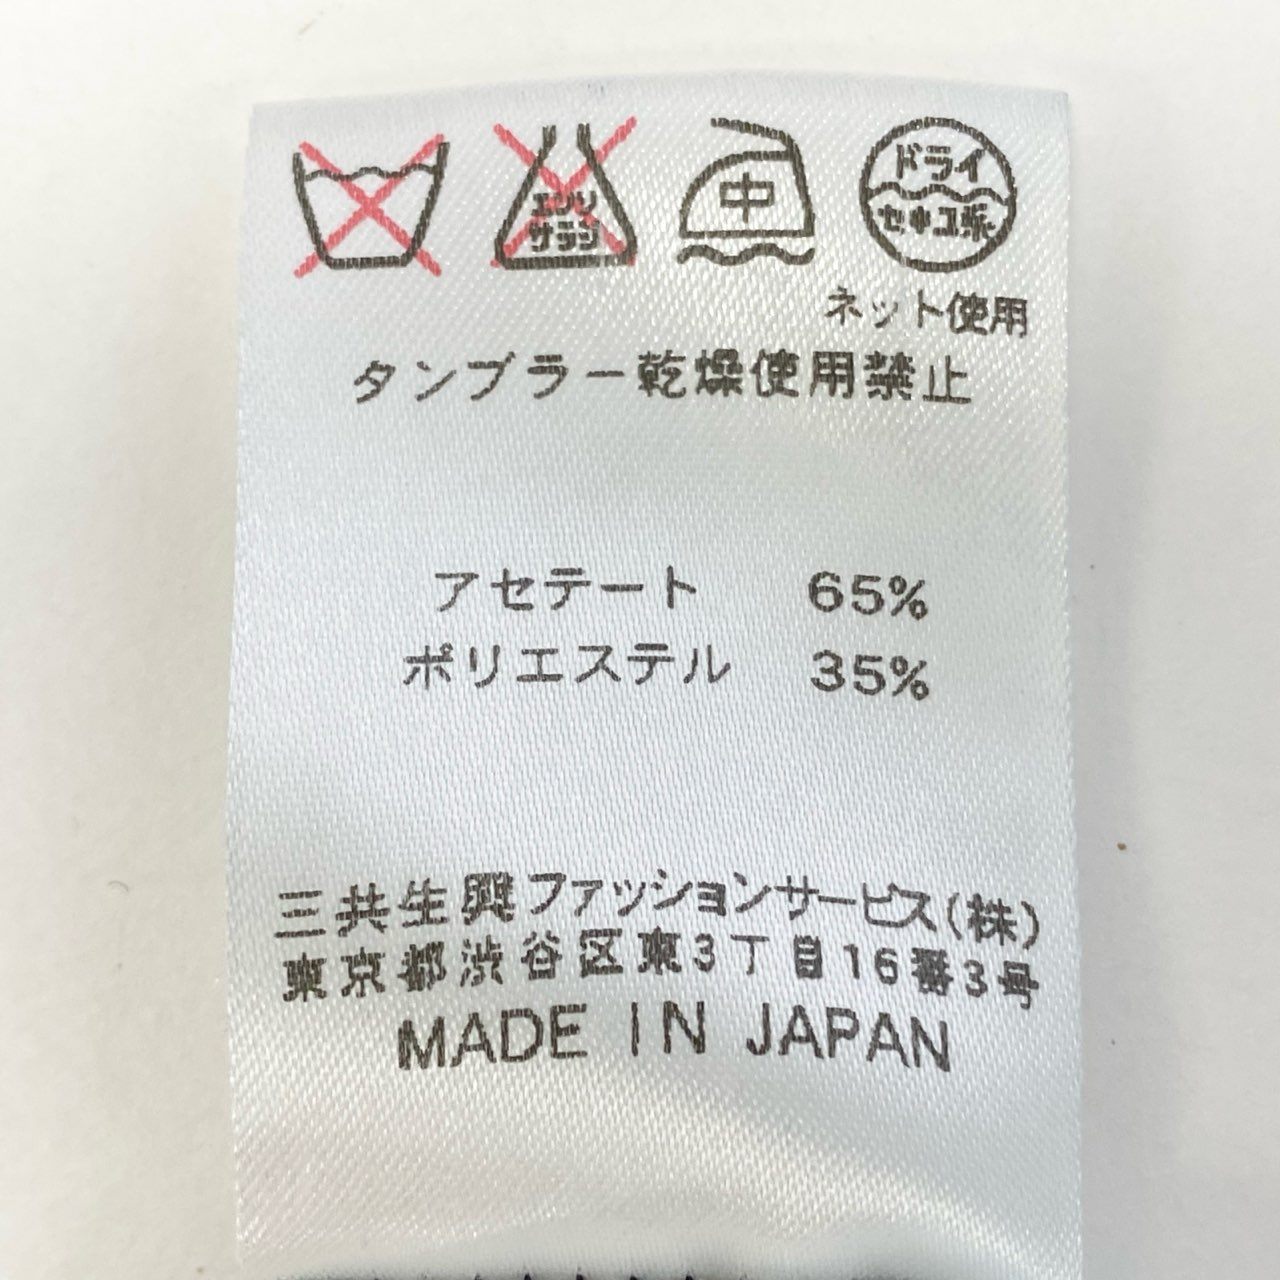 エンソ 中 ドライ
サラシ セキユ系
ネット使用
タンブラー乾燥使用禁止
アセテート 65%
ポリエステル 35%
三共生興ファッションサービス(株)
東京都渋谷区東3丁目16番3号
MADE IN JAPAN